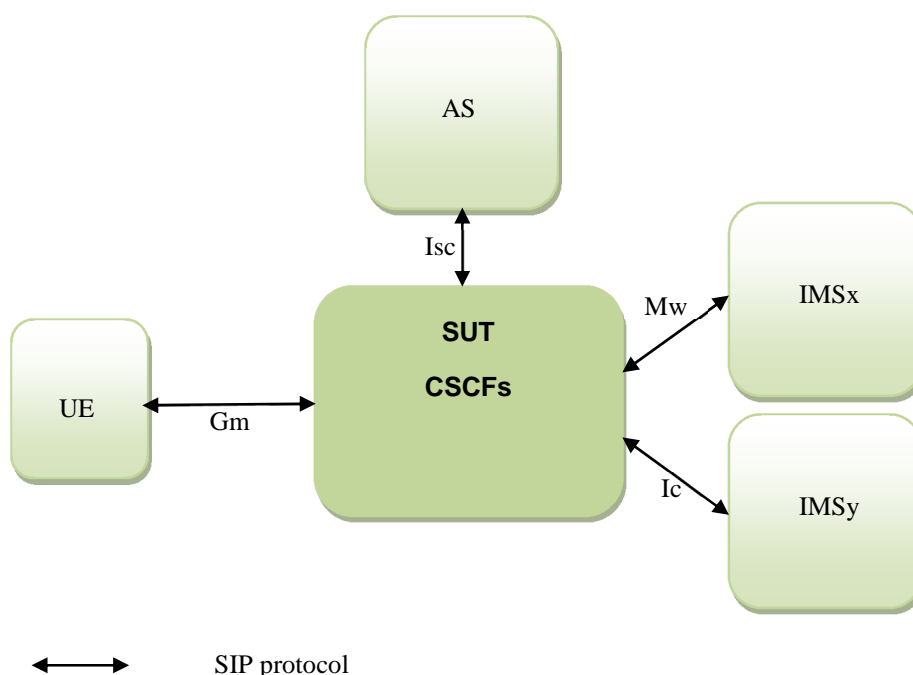 AS
Isc
SUT
CSCFs
Mw
IMSx
UE
Gm
Ic
IMSy
SIP protocol